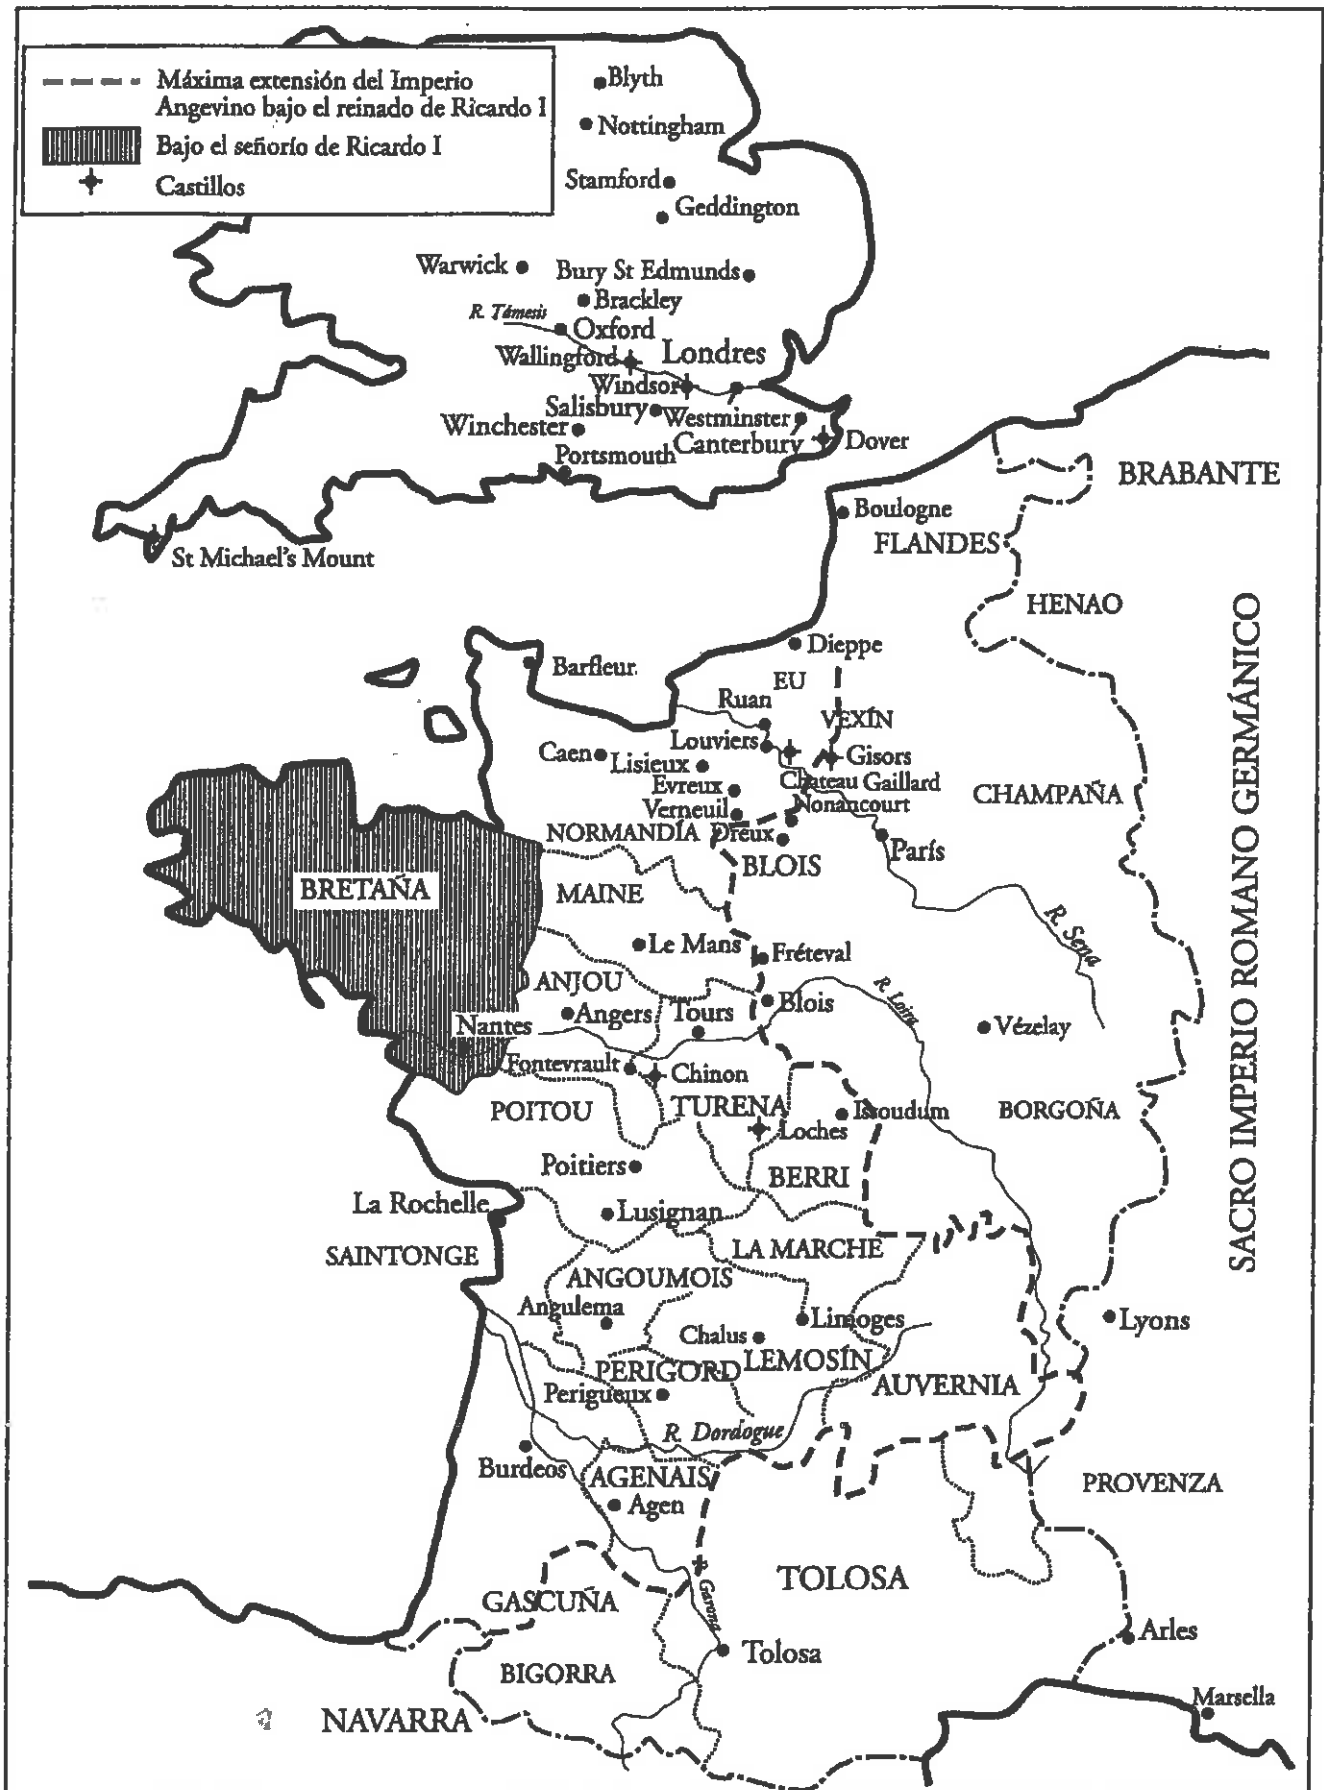 Máxima extensión del Imperio
Angevino bajo el reinado de Ricardo I
Bajo el señorío de Ricardo I
Castillos
Blyth
Nottingham
Stamford
Geddington
Warwick
Bury St Edmunds
Brackley
R. Támesis
Oxford
Wallingford
Londres
Windsor
Salisbury
Westminster
Winchester
Canterbury
Dover
Portsmouth
St Michael's Mount
BRABANTE
Boulogne
FLANDES
HENAO
SACRO IMPERIO ROMANO GERMÁNICO
Dieppe
Barfleur
EU
Ruan
VEXÍN
Louviers
Gisors
Caen
Lisieux
Chateau Gaillard
Evreux
CHAMPAÑA
Nonancourt
Verneuil
NORMANDÍA
Dreux
París
BLOIS
BRETAÑA
MAINE
R. Sena
Le Mans
Fréteval
ANJOU
R. Loira
Blois
Angers
Tours
Nantes
Vézelay
Fontevrault
Chinon
POITOU
TURENA
Issoudum
BORGOÑA
Loches
Poitiers
BERRI
La Rochelle
Lusignan
SAINTONGE
LA MARCHE
ANGOUMOIS
Angulema
Limoges
Lyons
Chalus
LEMOSÍN
PERIGORD
AUVERNIA
Perigueux
R. Dordogue
Burdeos
AGENAIS
PROVENZA
Agen
TOLOSA
GASCUÑA
Garona
Arles
Tolosa
BIGORRA
Marsella
NAVARRA